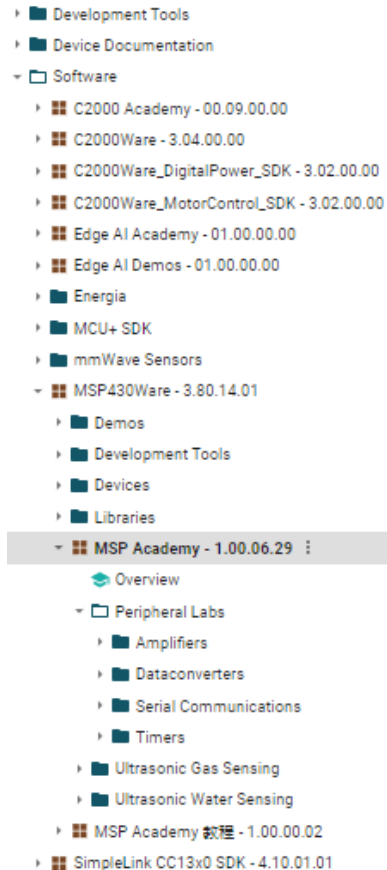 Development Tools
Device Documentation
Software
C2000 Academy - 00.09.00.00
C2000Ware - 3.04.00.00
C2000Ware_DigitalPower_SDK - 3.02.00.00
C2000Ware_MotorControl_SDK - 3.02.00.00
Edge AI Academy - 01.00.00.00
Edge AI Demos - 01.00.00.00
Energia
MCU+ SDK
mmWave Sensors
MSP430Ware - 3.80.14.01
Demos
Development Tools
Devices
Libraries
MSP Academy - 1.00.06.29
Overview
Peripheral Labs
Amplifiers
Dataconverters
Serial Communications
Timers
Ultrasonic Gas Sensing
Ultrasonic Water Sensing
MSP Academy 教程 - 1.00.00.02
SimpleLink CC13x0 SDK - 4.10.01.01